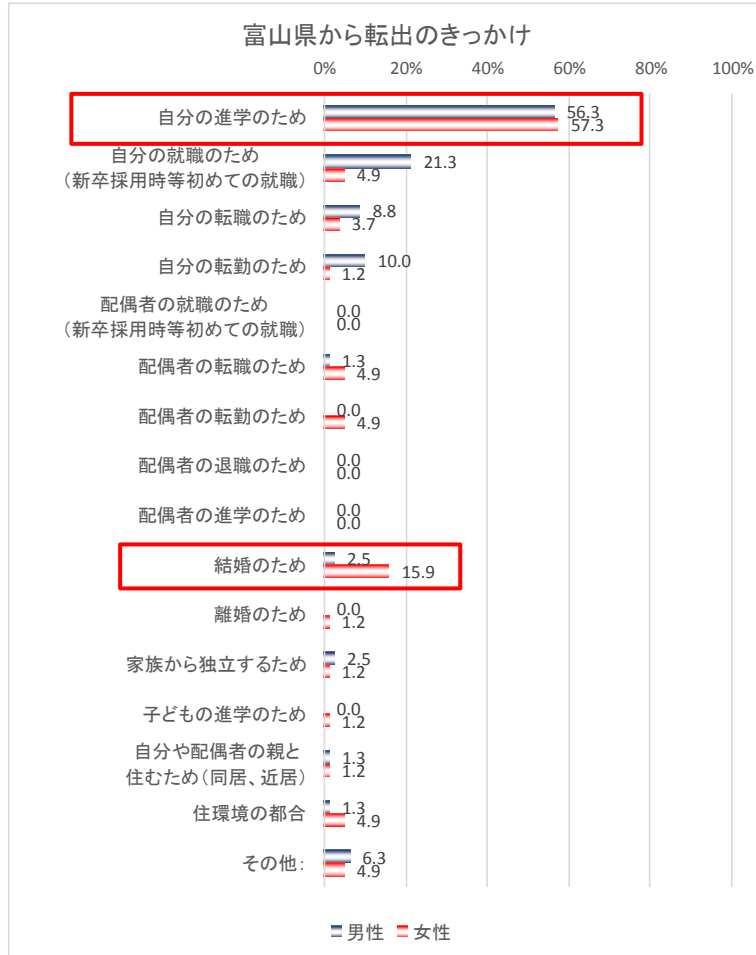 富山県から転出のきっかけ
0% 20% 40% 60% 80% 100%
自分の進学のため
56.3
57.3
自分の就職のため
(新卒採用時等初めての就職)
21.3
4.9
自分の転職のため
8.8
3.7
自分の転勤のため
10.0
1.2
配偶者の就職のため
(新卒採用時等初めての就職)
0.0
0.0
配偶者の転職のため
1.3
4.9
配偶者の転勤のため
0.0
4.9
配偶者の退職のため
0.0
0.0
配偶者の進学のため
0.0
0.0
結婚のため
2.5
15.9
離婚のため
0.0
1.2
家族から独立するため
2.5
1.2
子どもの進学のため
0.0
1.2
自分や配偶者の親と
住むため(同居、近居)
1.3
1.2
住環境の都合
1.3
4.9
その他:
6.3
4.9
男性 女性